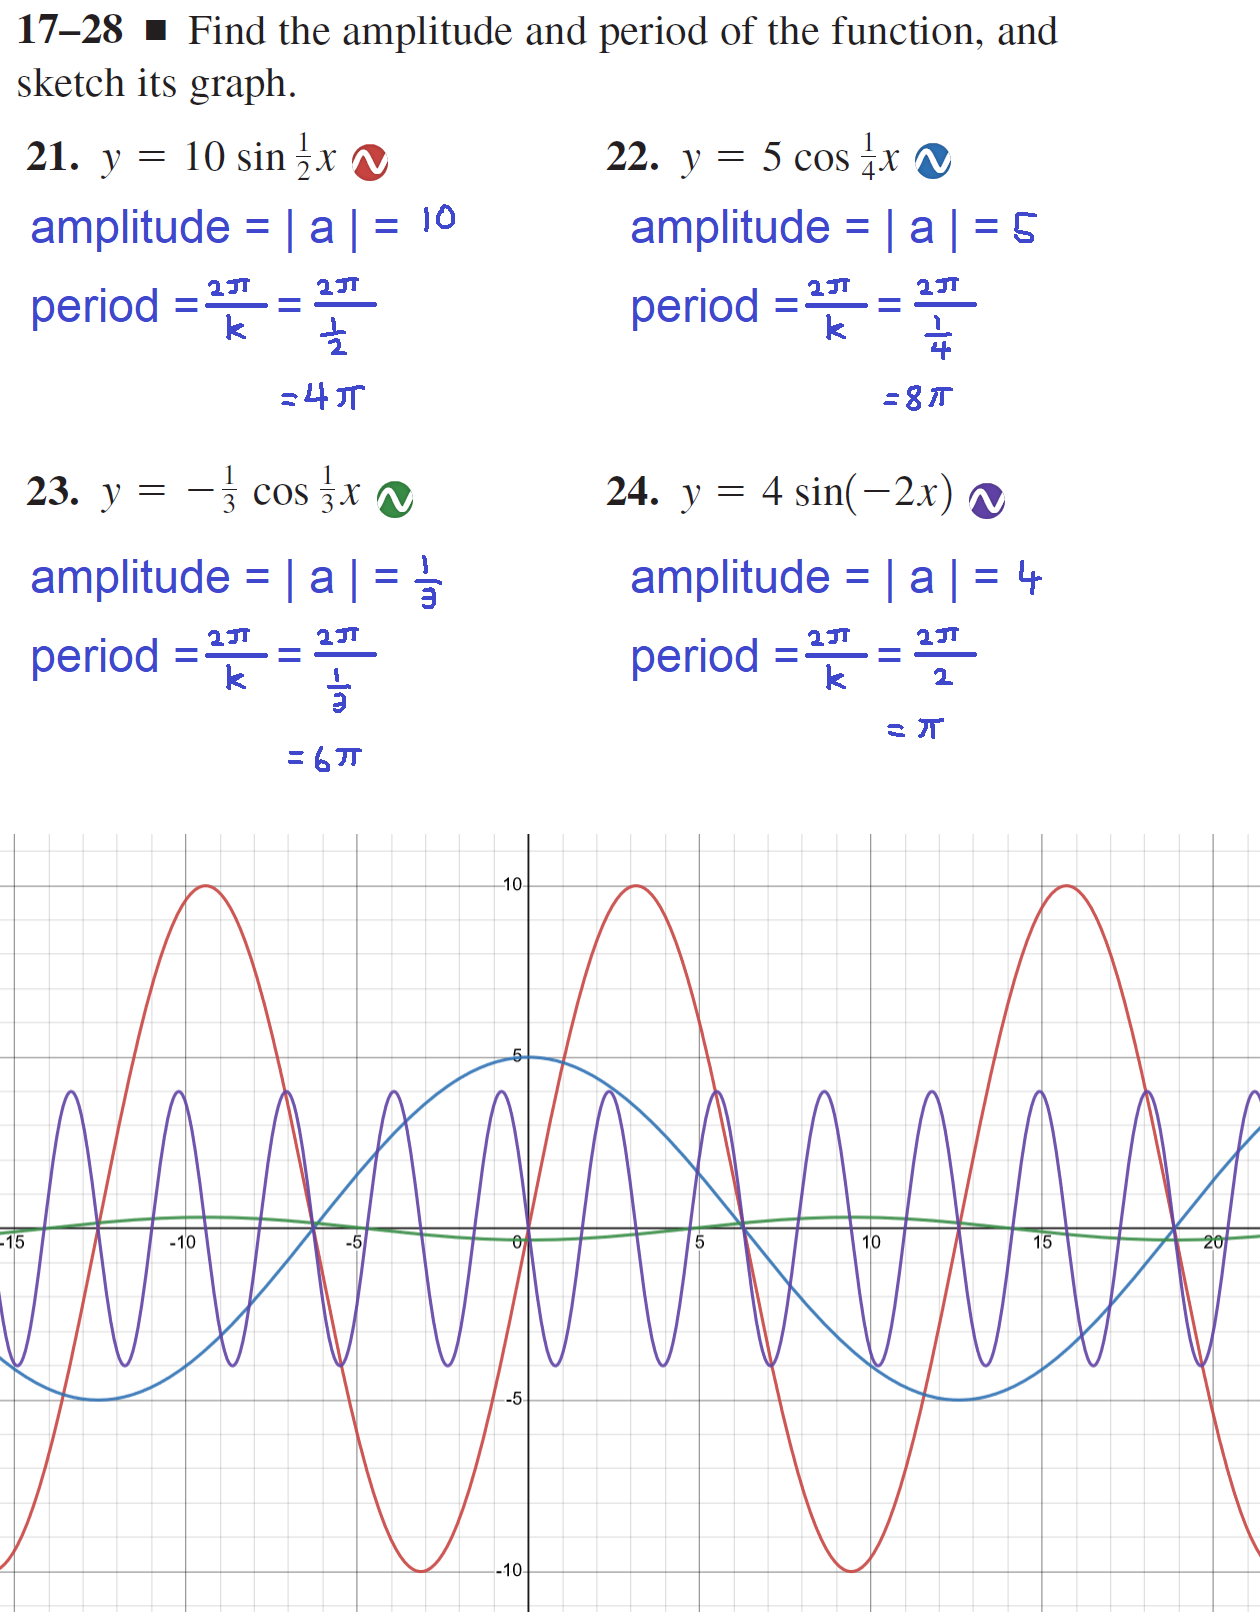 17–28 ■ Find the amplitude and period of the function, and
sketch its graph.
21. y = 10 sin 1/2 x
22. y = 5 cos 1/4 x
amplitude = | a | = 10
amplitude = | a | = 5
period = 2π/k = 2π/(1/2)
period = 2π/k = 2π/(1/4)
= 4π
= 8π
23. y = −1/3 cos 1/3 x
24. y = 4 sin(−2x)
amplitude = | a | = 1/3
amplitude = | a | = 4
period = 2π/k = 2π/(1/3)
period = 2π/k = 2π/2
= π
= 6π
10
5
-15
-10
-5
0
5
10
15
20
-5
-10